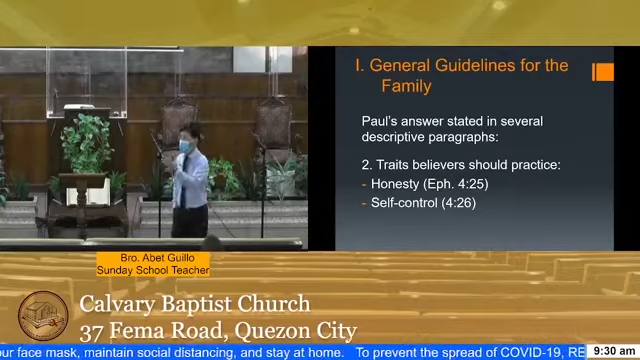 I. General Guidelines for the
Family
Paul's answer stated in several
descriptive paragraphs:
2. Traits believers should practice:
- Honesty (Eph. 4:25)
- Self-control (4:26)
Bro. Abet Guillo
Sunday School Teacher
Calvary Baptist Church
37 Fema Road, Quezon City
our face mask, maintain social distancing, and stay at home. To prevent the spread of COVID-19, RE
9:30 am